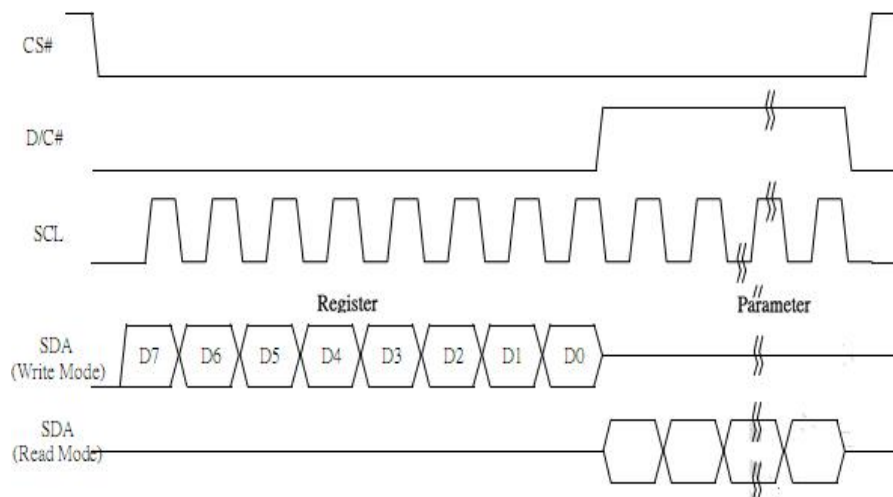 CS#
D/C#
SCL
Register
Parameter
SDA
(Write Mode)
D7 D6 D5 D4 D3 D2 D1 D0
SDA
(Read Mode)